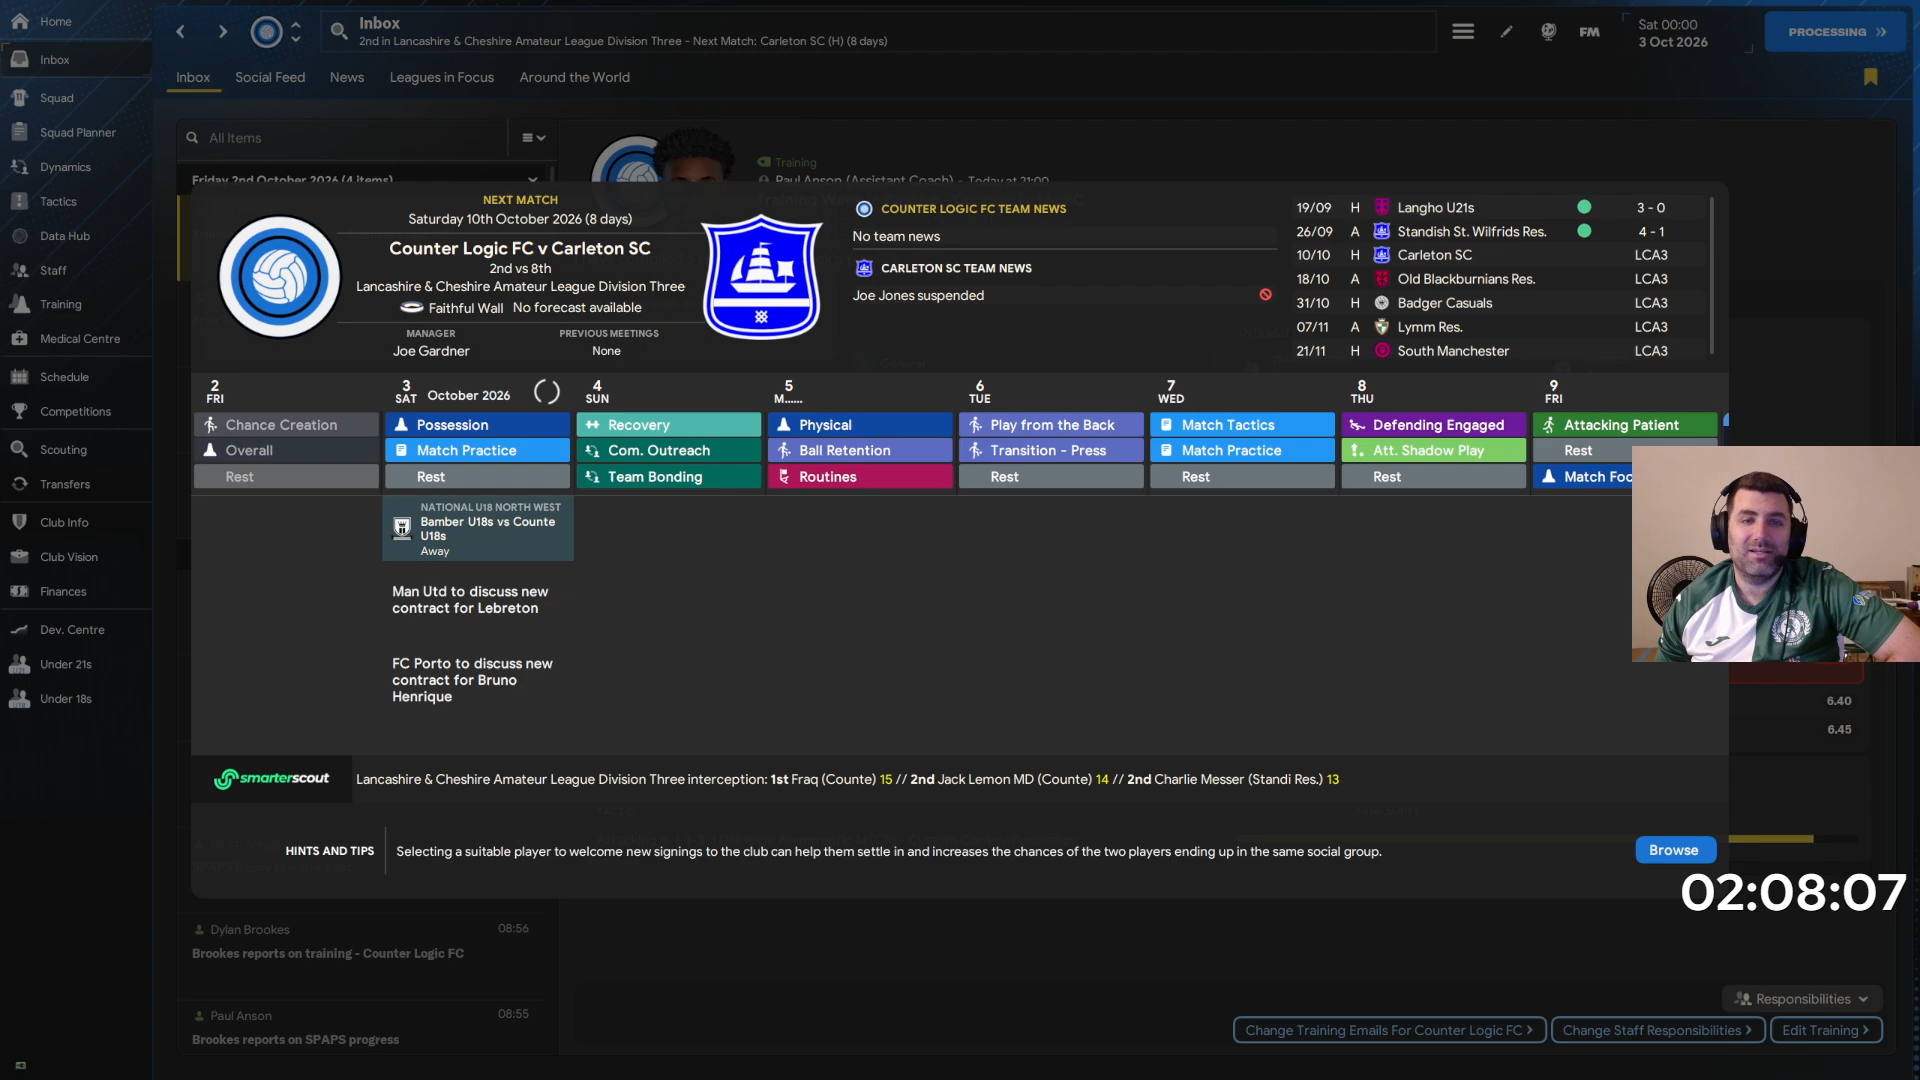 Home
Inbox
Squad
Squad Planner
Dynamics
Tactics
Data Hub
Staff
Training
Medical Centre
Schedule
Competitions
Scouting
Transfers
Club Info
Club Vision
Finances
Dev. Centre
Under 21s
Under 18s
Inbox
2nd in Lancashire & Cheshire Amateur League Division Three - Next Match: Carleton SC (H) (8 days)
FM
Sat 00:00
3 Oct 2026
PROCESSING
Inbox Social Feed News Leagues in Focus Around the World
All Items
Friday 2nd October 2026 (4 items)
Training
Paul Anson (Assistant Coach) - Today at 21:00
NEXT MATCH
Saturday 10th October 2026 (8 days)
Counter Logic FC v Carleton SC
2nd vs 8th
Lancashire & Cheshire Amateur League Division Three
Faithful Wall No forecast available
MANAGER
Joe Gardner
PREVIOUS MEETINGS
None
COUNTER LOGIC FC TEAM NEWS
No team news
CARLETON SC TEAM NEWS
Joe Jones suspended
19/09 H Langho U21s 3 - 0
26/09 A Standish St. Wilfrids Res. 4 - 1
10/10 H Carleton SC LCA3
18/10 A Old Blackburnians Res. LCA3
31/10 H Badger Casuals LCA3
07/11 A Lymm Res. LCA3
21/11 H South Manchester LCA3
2 FRI
3 SAT October 2026
4 SUN
5 M......
6 TUE
7 WED
8 THU
9 FRI
Chance Creation Possession Recovery Physical Play from the Back Match Tactics Defending Engaged Attacking Patient
Overall Match Practice Com. Outreach Ball Retention Transition - Press Match Practice Att. Shadow Play Rest
Rest Rest Team Bonding Routines Rest Rest Rest Match Foc
NATIONAL U18 NORTH WEST
Bamber U18s vs Counte
U18s
Away
Man Utd to discuss new
contract for Lebreton
FC Porto to discuss new
contract for Bruno
Henrique
6.40
6.45
smarterscout
Lancashire & Cheshire Amateur League Division Three interception: 1st Fraq (Counte) 15 // 2nd Jack Lemon MD (Counte) 14 // 2nd Charlie Messer (Standi Res.) 13
HINTS AND TIPS
Selecting a suitable player to welcome new signings to the club can help them settle in and increases the chances of the two players ending up in the same social group.
Browse
02:08:07
Dylan Brookes 08:56
Brookes reports on training - Counter Logic FC
Paul Anson 08:55
Brookes reports on SPAPS progress
Responsibilities
Change Training Emails For Counter Logic FC >
Change Staff Responsibilities >
Edit Training >